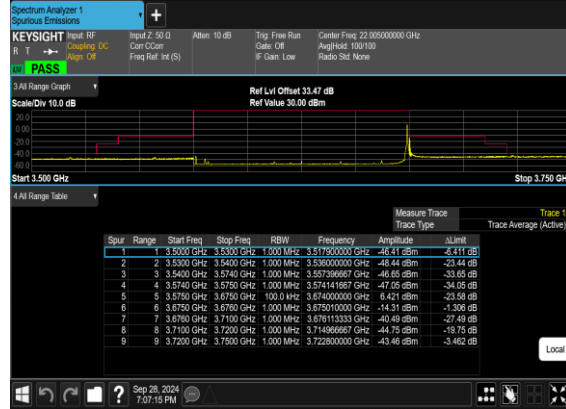 Spectrum Analyzer 1
Spurious Emissions
+
KEYSIGHT Input: RF Input Z: 50 Ω Atten: 10 dB Trig: Free Run Center Freq: 22.005000000 GHz
R T Coupling: DC Corr CCorr Gate: Off Avg|Hold: 100/100
Align: Off Freq Ref: Int (S) IF Gain: Low Radio Std: None
PASS
3 All Range Graph
Ref Lvl Offset 33.47 dB
Scale/Div 10.0 dB Ref Value 30.00 dBm
20.0
0.00
-20.0
-40.0
-60.0
Start 3.500 GHz Stop 3.750 GH
4 All Range Table
Measure Trace Trace 1
Trace Type Trace Average (Active)
Spur Range Start Freq Stop Freq RBW Frequency Amplitude ΔLimit
1 1 3.5000 GHz 3.5300 GHz 1.000 MHz 3.517900000 GHz -46.41 dBm -6.411 dB
2 2 3.5300 GHz 3.5400 GHz 1.000 MHz 3.536000000 GHz -48.44 dBm -23.44 dB
3 3 3.5400 GHz 3.5740 GHz 1.000 MHz 3.557396667 GHz -46.65 dBm -33.65 dB
4 4 3.5740 GHz 3.5750 GHz 1.000 MHz 3.574141667 GHz -47.05 dBm -34.05 dB
5 5 3.5750 GHz 3.6750 GHz 100.0 kHz 3.674000000 GHz 6.421 dBm -23.58 dB
6 6 3.6750 GHz 3.6760 GHz 1.000 MHz 3.675010000 GHz -14.31 dBm -1.306 dB
7 7 3.6760 GHz 3.7100 GHz 1.000 MHz 3.676113333 GHz -40.49 dBm -27.49 dB
8 8 3.7100 GHz 3.7200 GHz 1.000 MHz 3.714966667 GHz -44.75 dBm -19.75 dB
9 9 3.7200 GHz 3.7500 GHz 1.000 MHz 3.722800000 GHz -43.46 dBm -3.462 dB
Local
? Sep 28, 2024
7:07:15 PM